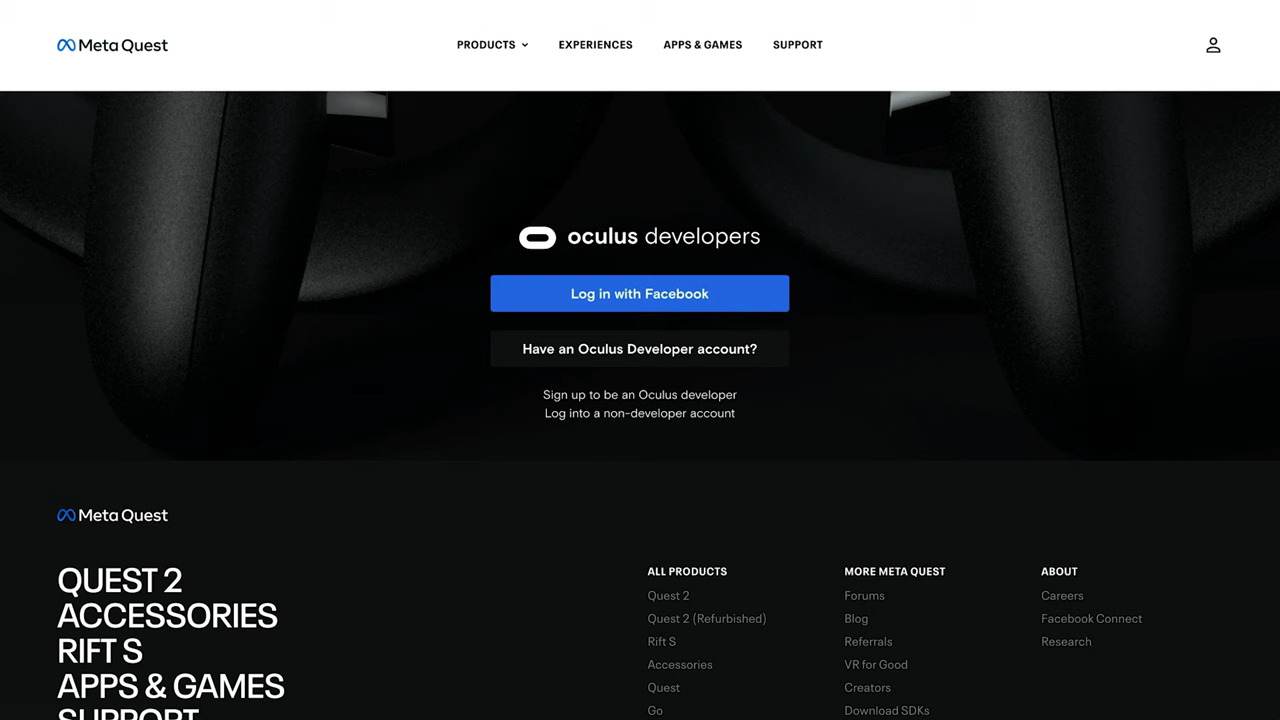 Meta Quest
PRODUCTS
EXPERIENCES
APPS & GAMES
SUPPORT
oculus developers
Log in with Facebook
Have an Oculus Developer account?
Sign up to be an Oculus developer
Log into a non-developer account
Meta Quest
QUEST 2
ACCESSORIES
RIFT S
APPS & GAMES
SUPPORT
ALL PRODUCTS
Quest 2
Quest 2 (Refurbished)
Rift S
Accessories
Quest
Go
MORE META QUEST
Forums
Blog
Referrals
VR for Good
Creators
Download SDKs
ABOUT
Careers
Facebook Connect
Research